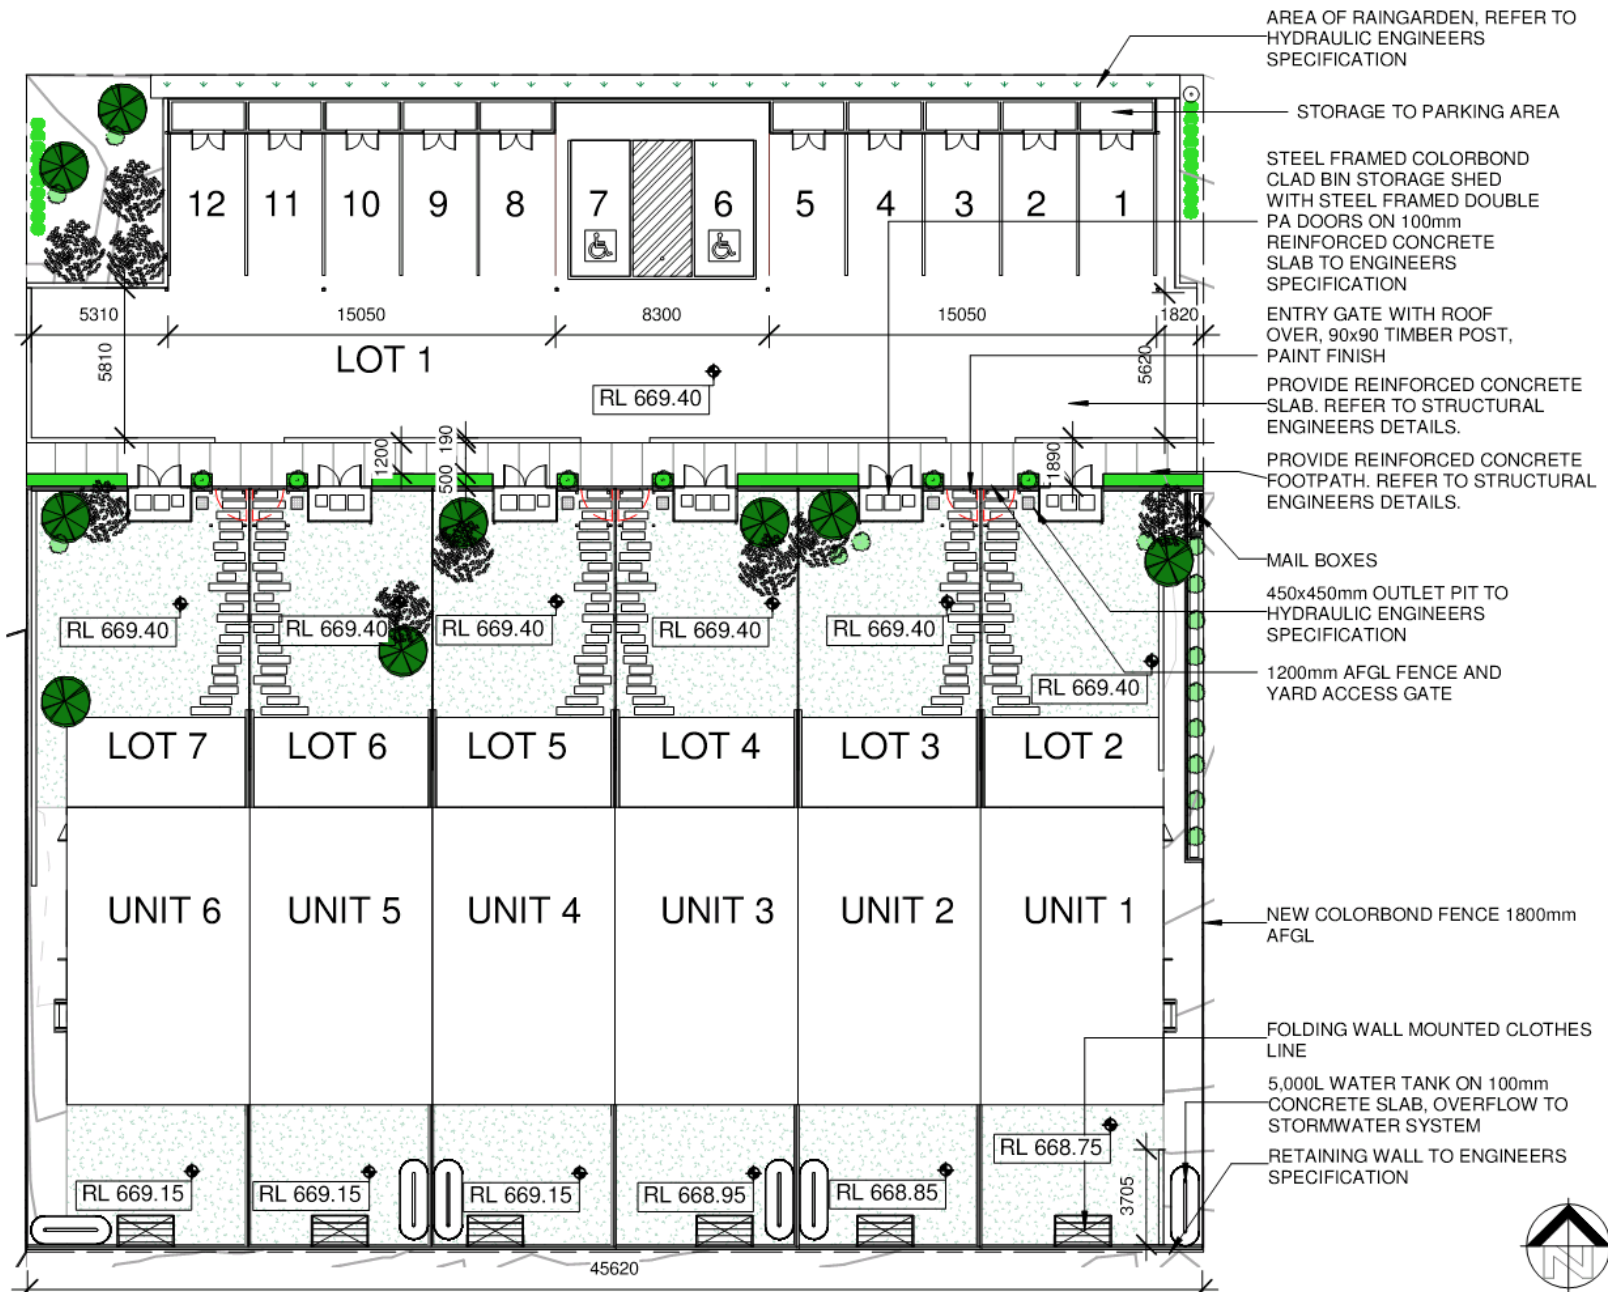 AREA OF RAINGARDEN, REFER TO
HYDRAULIC ENGINEERS
SPECIFICATION
STORAGE TO PARKING AREA
STEEL FRAMED COLORBOND
CLAD BIN STORAGE SHED
WITH STEEL FRAMED DOUBLE
PA DOORS ON 100mm
REINFORCED CONCRETE
SLAB TO ENGINEERS
SPECIFICATION
12 11 10 9 8 7 6 5 4 3 2 1
5310 15050 8300 15050 1820
ENTRY GATE WITH ROOF
OVER, 90x90 TIMBER POST,
PAINT FINISH
5810
LOT 1
5620
RL 669.40
PROVIDE REINFORCED CONCRETE
SLAB. REFER TO STRUCTURAL
ENGINEERS DETAILS.
1200 190 500 1890
PROVIDE REINFORCED CONCRETE
FOOTPATH. REFER TO STRUCTURAL
ENGINEERS DETAILS.
MAIL BOXES
450x450mm OUTLET PIT TO
HYDRAULIC ENGINEERS
SPECIFICATION
RL 669.40 RL 669.40 RL 669.40 RL 669.40 RL 669.40
RL 669.40
1200mm AFGL FENCE AND
YARD ACCESS GATE
LOT 7 LOT 6 LOT 5 LOT 4 LOT 3 LOT 2
UNIT 6 UNIT 5 UNIT 4 UNIT 3 UNIT 2 UNIT 1
NEW COLORBOND FENCE 1800mm
AFGL
FOLDING WALL MOUNTED CLOTHES
LINE
5,000L WATER TANK ON 100mm
CONCRETE SLAB, OVERFLOW TO
STORMWATER SYSTEM
RL 668.75
RETAINING WALL TO ENGINEERS
SPECIFICATION
RL 669.15 RL 669.15 RL 669.15 RL 668.95 RL 668.85
3705
45620
N